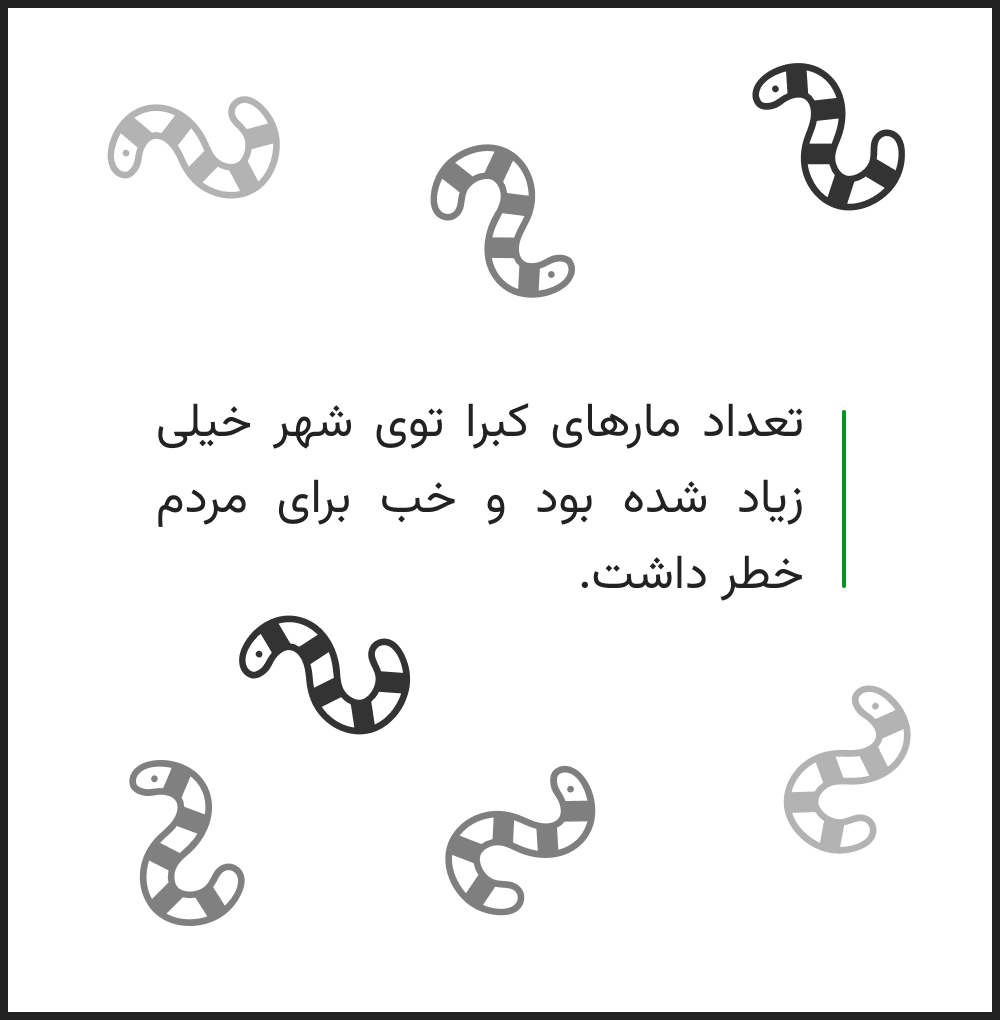 تعداد مارهای کبرا توی شهر خیلی
زیاد شده بود و خب برای مردم
خطر داشت.